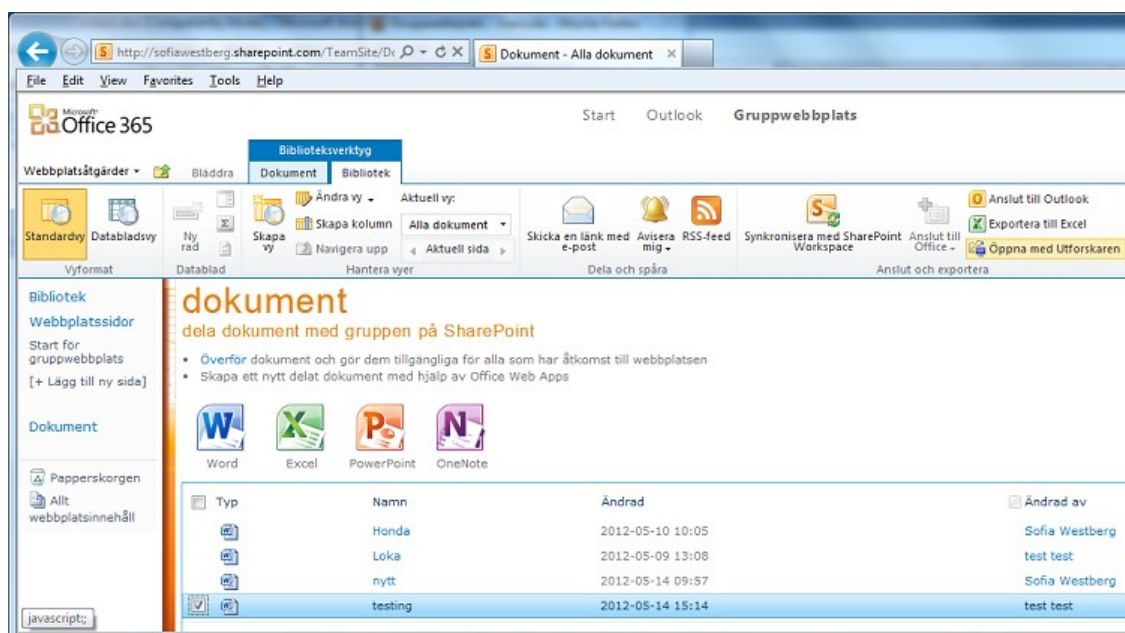 http://sofiawestberg.sharepoint.com/TeamSite/Dc
Dokument - Alla dokument
File Edit View Favorites Tools Help
Microsoft
Office 365
Start Outlook Gruppwebbplats
Biblioteksverktyg
Webbplatsåtgärder Bläddra Dokument Bibliotek
Standardvy
Databladsvy
Ny rad
Skapa vy
Ändra vy
Skapa kolumn
Navigera upp
Aktuell vy:
Alla dokument
Aktuell sida
Skicka en länk med e-post
Avisera mig
RSS-feed
Synkronisera med SharePoint Workspace
Anslut till Office
Anslut till Outlook
Exportera till Excel
Öppna med Utforskaren
Vyformat Datablad Hantera vyer Dela och spåra Anslut och exportera
Bibliotek
Webbplatssidor
Start för
gruppwebbplats
[+ Lägg till ny sida]
Dokument
Papperskorgen
Allt
webbplatsinnehåll
dokument
dela dokument med gruppen på SharePoint
Överför dokument och gör dem tillgängliga för alla som har åtkomst till webbplatsen
Skapa ett nytt delat dokument med hjälp av Office Web Apps
Word Excel PowerPoint OneNote
Typ Namn Ändrad Ändrad av
Honda 2012-05-10 10:05 Sofia Westberg
Loka 2012-05-09 13:08 test test
nytt 2012-05-14 09:57 Sofia Westberg
testing 2012-05-14 15:14 test test
javascript:;